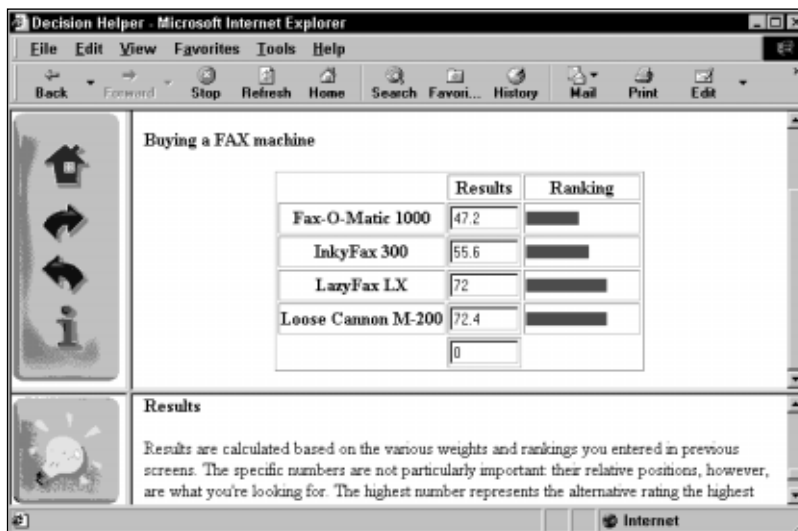 Decision Helper - Microsoft Internet Explorer
File Edit View Favorites Tools Help
Back Forward Stop Refresh Home Search Favori... History Mail Print Edit
Buying a FAX machine
Results Ranking
Fax-O-Matic 1000 47.2
InkyFax 300 55.6
LazyFax LX 72
Loose Cannon M-200 72.4
0
Results
Results are calculated based on the various weights and rankings you entered in previous
screens. The specific numbers are not particularly important: their relative positions, however,
are what you're looking for. The highest number represents the alternative rating the highest
Internet